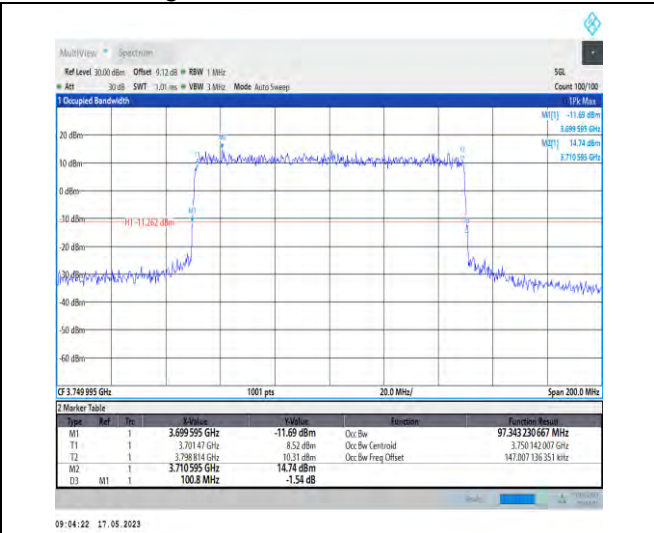 MultiView Spectrum
Ref Level 30.00 dBm Offset 9.12 dB RBW 1 MHz SGL
Att 30 dB SWT 1.01 ms VBW 3 MHz Mode Auto Sweep Count 100/100
1 Occupied Bandwidth 1Pk Max
M1[1] -11.69 dBm
3.699 595 GHz
M2[1] 14.74 dBm
3.710 595 GHz
20 dBm
10 dBm
0 dBm
-10 dBm
H1 -11.262 dBm
-20 dBm
-30 dBm
-40 dBm
-50 dBm
-60 dBm
M2
T1
T2
M1
CF 3.749 995 GHz 1001 pts 20.0 MHz/ Span 200.0 MHz
2 Marker Table
Type Ref Trc X-Value Y-Value Function Function Result
M1 1 3.699 595 GHz -11.69 dBm Occ Bw 97.343 230 667 MHz
T1 1 3.701 47 GHz 8.52 dBm Occ Bw Centroid 3.750 142 007 GHz
T2 1 3.798 814 GHz 10.31 dBm Occ Bw Freq Offset 147.007 136 351 kHz
M2 1 3.710 595 GHz 14.74 dBm
D3 M1 1 100.8 MHz -1.54 dB
09:04:22 17.05.2023